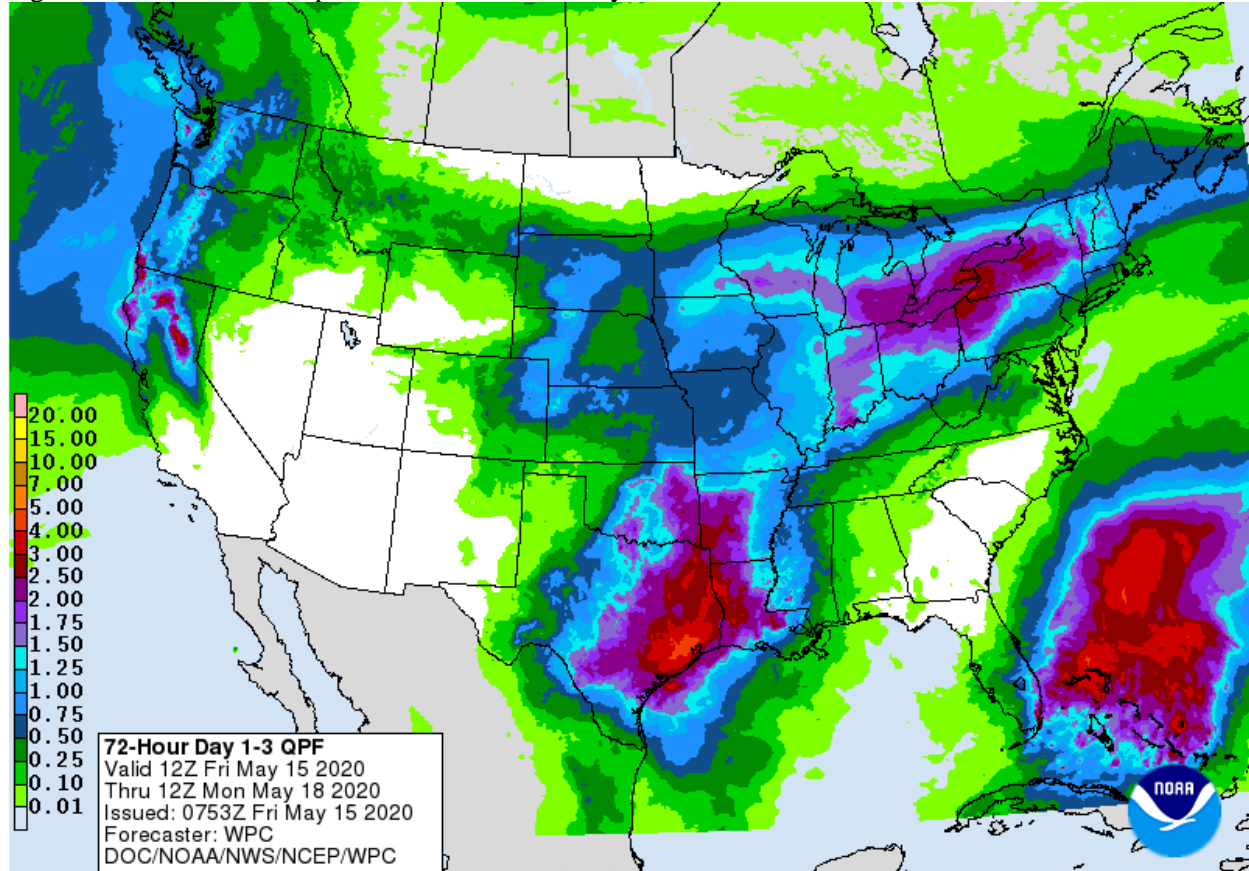 20.00
15.00
10.00
7.00
5.00
4.00
3.00
2.50
2.00
1.75
1.50
1.25
1.00
0.75
0.50
0.25
0.10
0.01
72-Hour Day 1-3 QPF
Valid 12Z Fri May 15 2020
Thru 12Z Mon May 18 2020
Issued: 0753Z Fri May 15 2020
Forecaster: WPC
DOC/NOAA/NWS/NCEP/WPC
NOAA